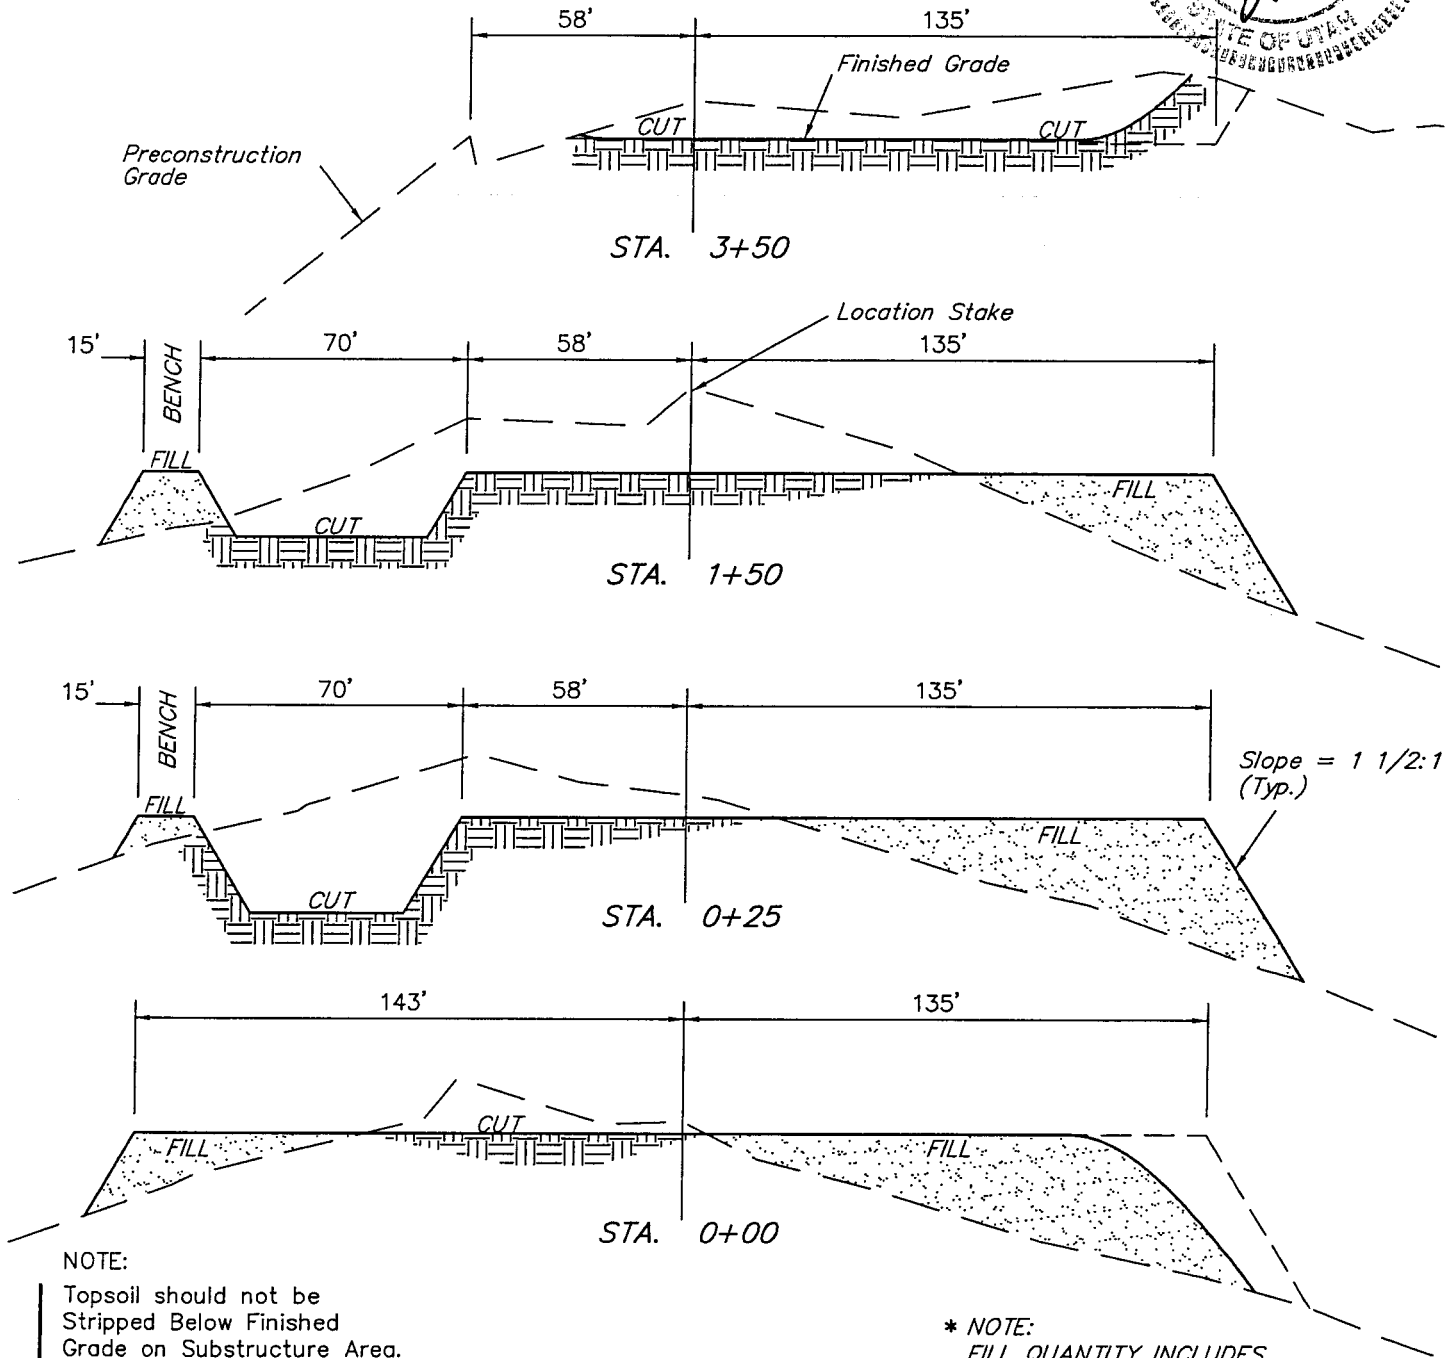 58' 135'
STATE OF UTAH
Finished Grade
CUT CUT
Preconstruction
Grade
STA. 3+50
Location Stake
15' BENCH 70' 58' 135'
FILL
CUT
FILL
STA. 1+50
15' BENCH 70' 58' 135'
Slope = 1 1/2:1
(Typ.)
FILL
FILL
CUT
STA. 0+25
143' 135'
CUT
FILL FILL
STA. 0+00
NOTE:
Topsoil should not be
Stripped Below Finished
Grade on Substructure Area.
* NOTE:
FILL QUANTITY INCLUDES